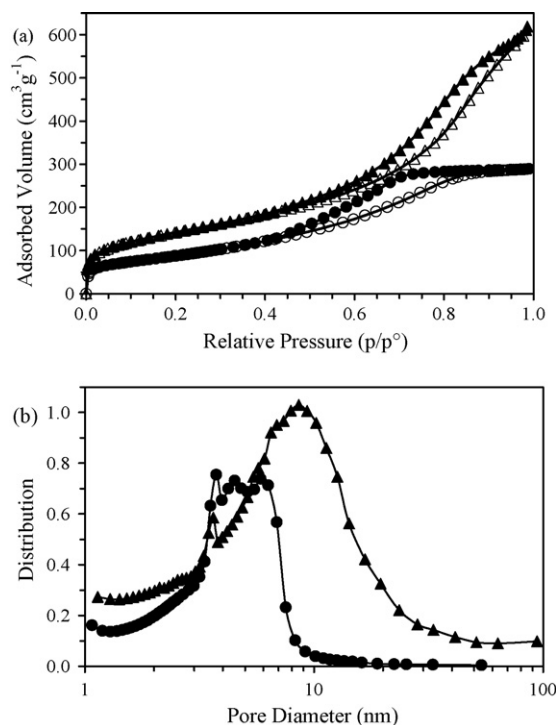 (a)
600
500
400
300
200
100
0
0.0 0.2 0.4 0.6 0.8 1.0
Adsorbed Volume (cm³g⁻¹)
Relative Pressure (p/p°)
(b)
1.0
0.8
0.6
0.4
0.2
0.0
1 10 100
Distribution
Pore Diameter (nm)